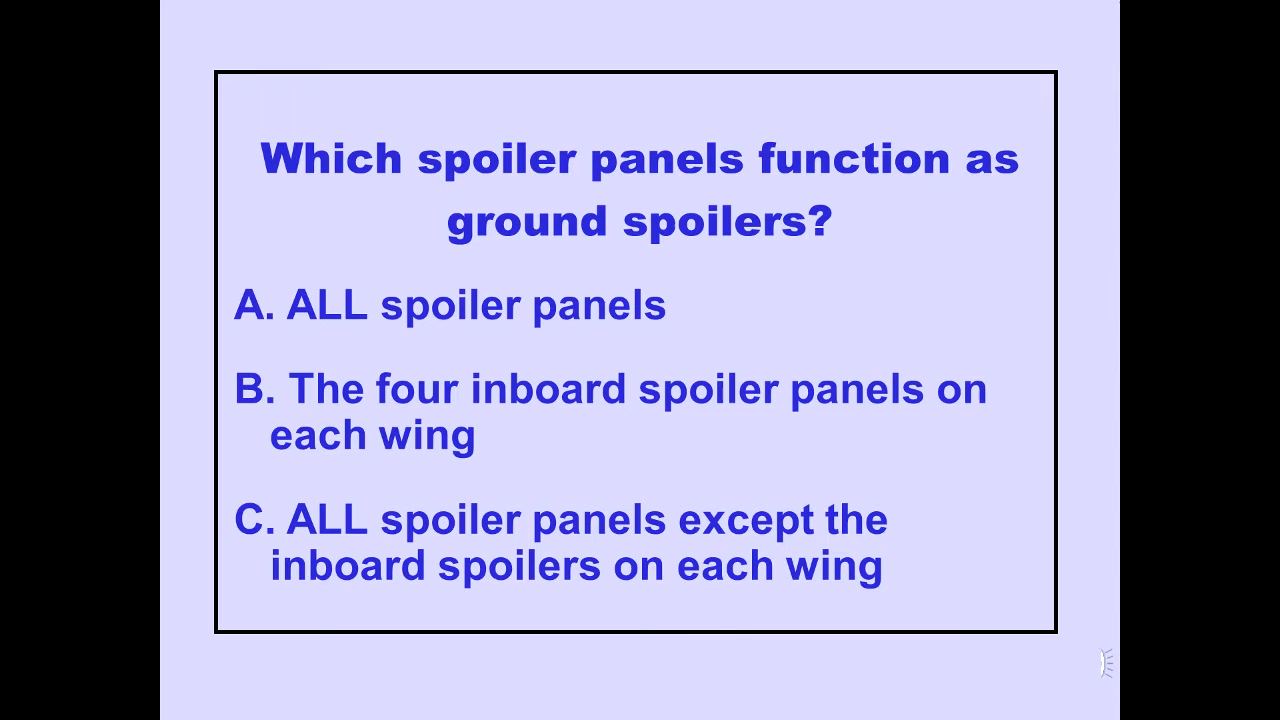 Which spoiler panels function as
ground spoilers?
A. ALL spoiler panels
B. The four inboard spoiler panels on
each wing
C. ALL spoiler panels except the
inboard spoilers on each wing